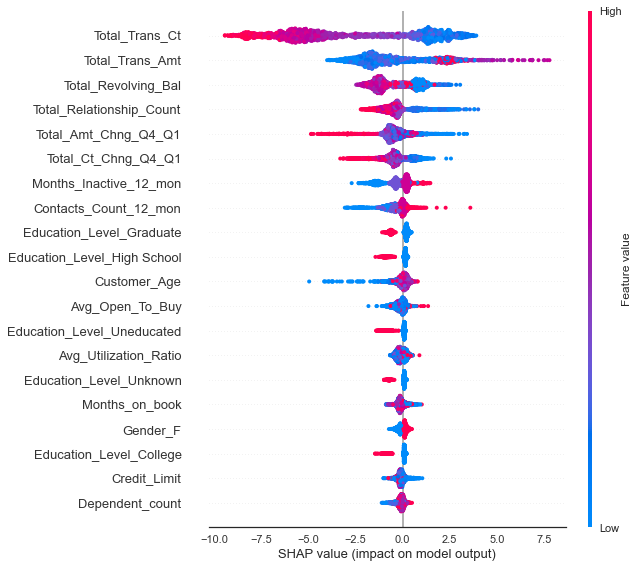 High
Total_Trans_Ct
Total_Trans_Amt
Total_Revolving_Bal
Total_Relationship_Count
Total_Amt_Chng_Q4_Q1
Total_Ct_Chng_Q4_Q1
Months_Inactive_12_mon
Contacts_Count_12_mon
Education_Level_Graduate
Education_Level_High School
Customer_Age
Avg_Open_To_Buy
Education_Level_Uneducated
Avg_Utilization_Ratio
Education_Level_Unknown
Months_on_book
Gender_F
Education_Level_College
Credit_Limit
Dependent_count
Feature value
Low
−10.0 −7.5 −5.0 −2.5 0.0 2.5 5.0 7.5
SHAP value (impact on model output)